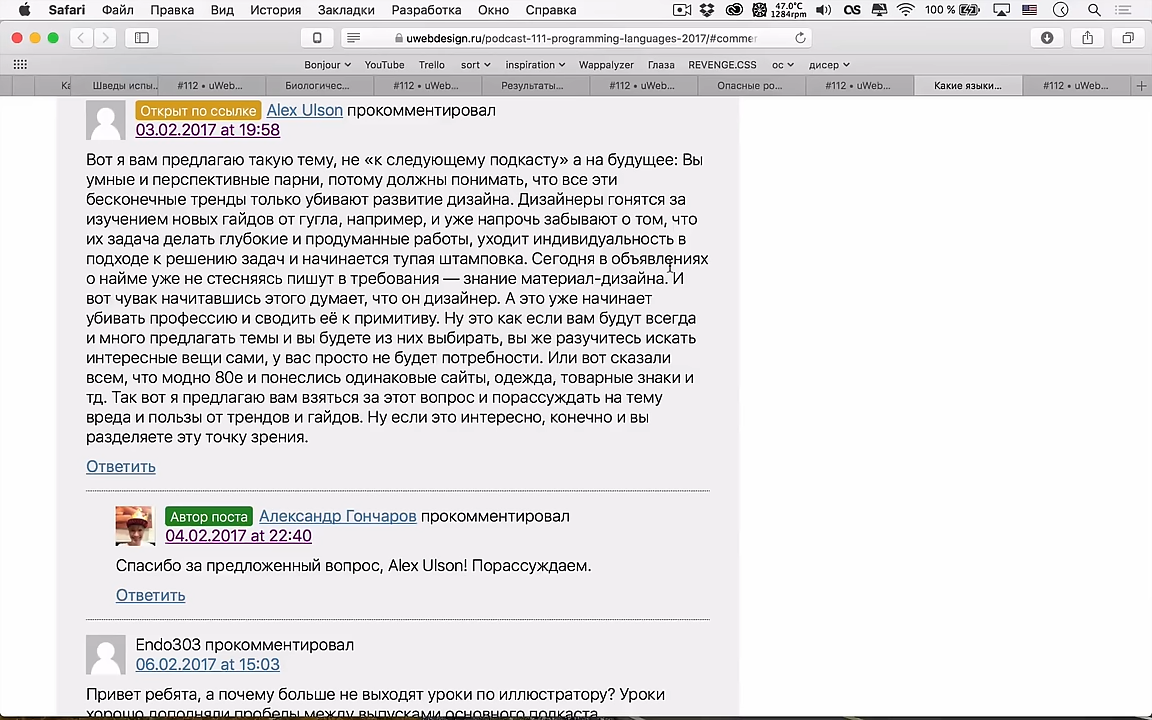 Safari Файл Правка Вид История Закладки Разработка Окно Справка 47.0°C 1284rpm 100 %
uwebdesign.ru/podcast-111-programming-languages-2017/#commer
Bonjour YouTube Trello sort inspiration Wappalyzer Глаза REVENGE.CSS ос дисер
Ка Шведы испы... #112 • uWeb... Биологичес... #112 • uWeb... Результаты... #112 • uWeb... Опасные ро... #112 • uWeb... Какие языки... #112 • uWeb...
Открыт по ссылке Alex Ulson прокомментировал
03.02.2017 at 19:58
Вот я вам предлагаю такую тему, не «к следующему подкасту» а на будущее: Вы
умные и перспективные парни, потому должны понимать, что все эти
бесконечные тренды только убивают развитие дизайна. Дизайнеры гонятся за
изучением новых гайдов от гугла, например, и уже напрочь забывают о том, что
их задача делать глубокие и продуманные работы, уходит индивидуальность в
подходе к решению задач и начинается тупая штамповка. Сегодня в объявлениях
о найме уже не стесняясь пишут в требования — знание материал-дизайна. И
вот чувак начитавшись этого думает, что он дизайнер. А это уже начинает
убивать профессию и сводить её к примитиву. Ну это как если вам будут всегда
и много предлагать темы и вы будете из них выбирать, вы же разучитесь искать
интересные вещи сами, у вас просто не будет потребности. Или вот сказали
всем, что модно 80е и понеслись одинаковые сайты, одежда, товарные знаки и
тд. Так вот я предлагаю вам взяться за этот вопрос и порассуждать на тему
вреда и пользы от трендов и гайдов. Ну если это интересно, конечно и вы
разделяете эту точку зрения.
Ответить
Автор поста Александр Гончаров прокомментировал
04.02.2017 at 22:40
Спасибо за предложенный вопрос, Alex Ulson! Порассуждаем.
Ответить
Endo303 прокомментировал
06.02.2017 at 15:03
Привет ребята, а почему больше не выходят уроки по иллюстратору? Уроки
хорошо дополняли пробелы между выпусками основного подкаста.